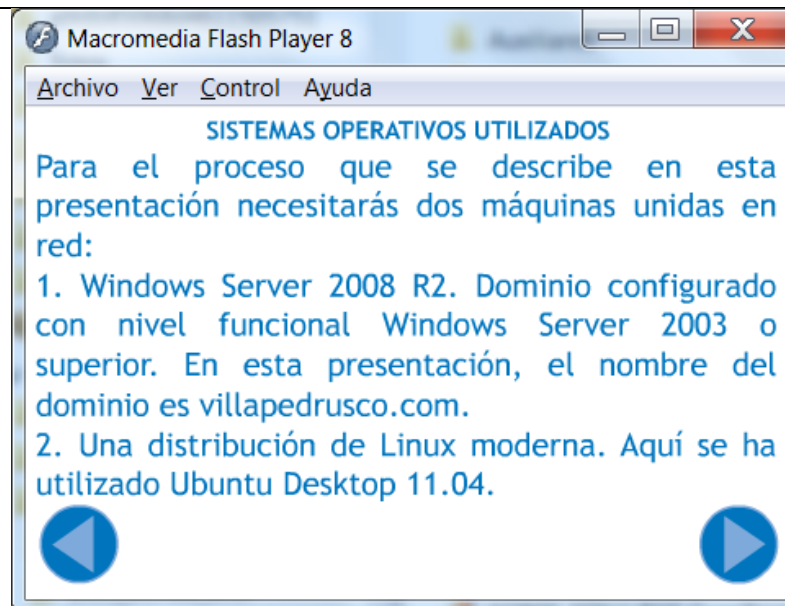 Macromedia Flash Player 8
Archivo Ver Control Ayuda
SISTEMAS OPERATIVOS UTILIZADOS
Para el proceso que se describe en esta
presentación necesitarás dos máquinas unidas en
red:
1. Windows Server 2008 R2. Dominio configurado
con nivel funcional Windows Server 2003 o
superior. En esta presentación, el nombre del
dominio es villapedrusco.com.
2. Una distribución de Linux moderna. Aquí se ha
utilizado Ubuntu Desktop 11.04.